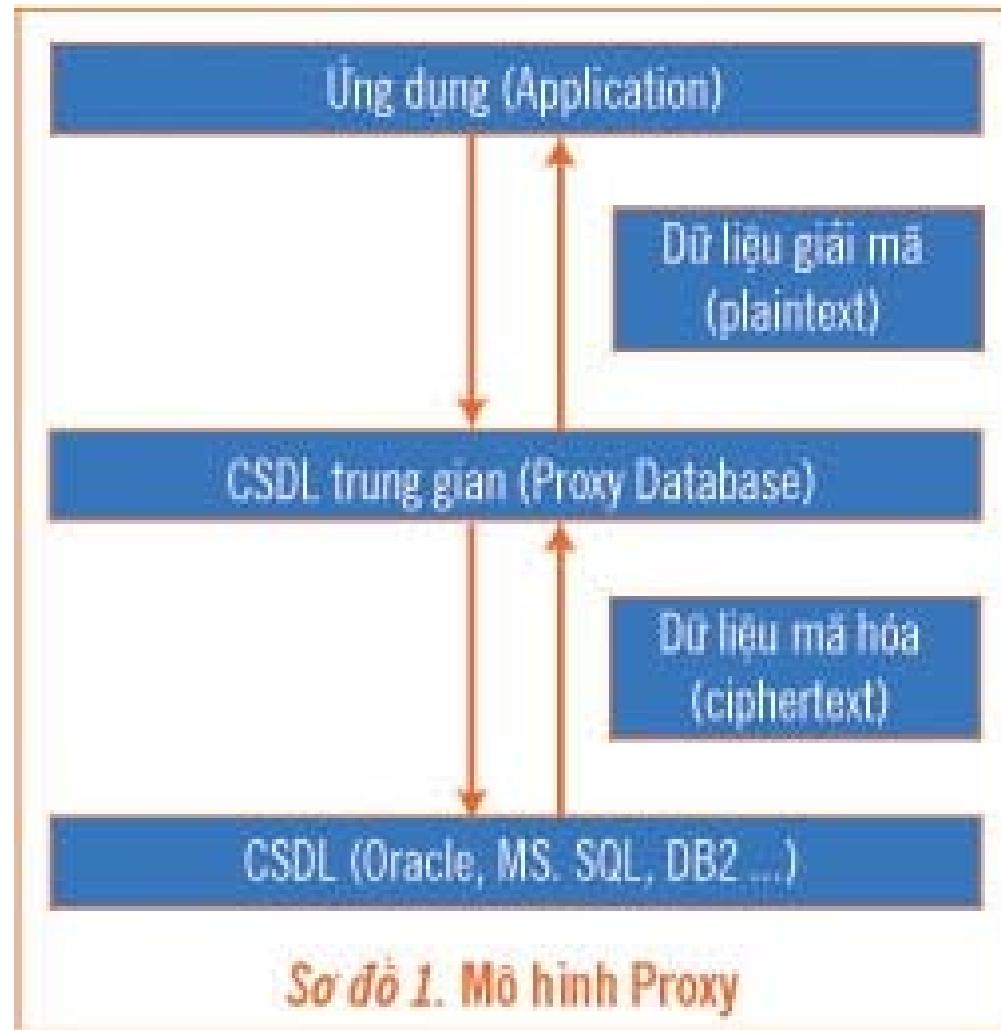 Ứng dụng (Application)
Dữ liệu giải mã
(plaintext)
CSDL trung gian (Proxy Database)
Dữ liệu mã hóa
(ciphertext)
CSDL (Oracle, MS. SQL, DB2 ...)
Sơ đồ 1. Mô hình Proxy